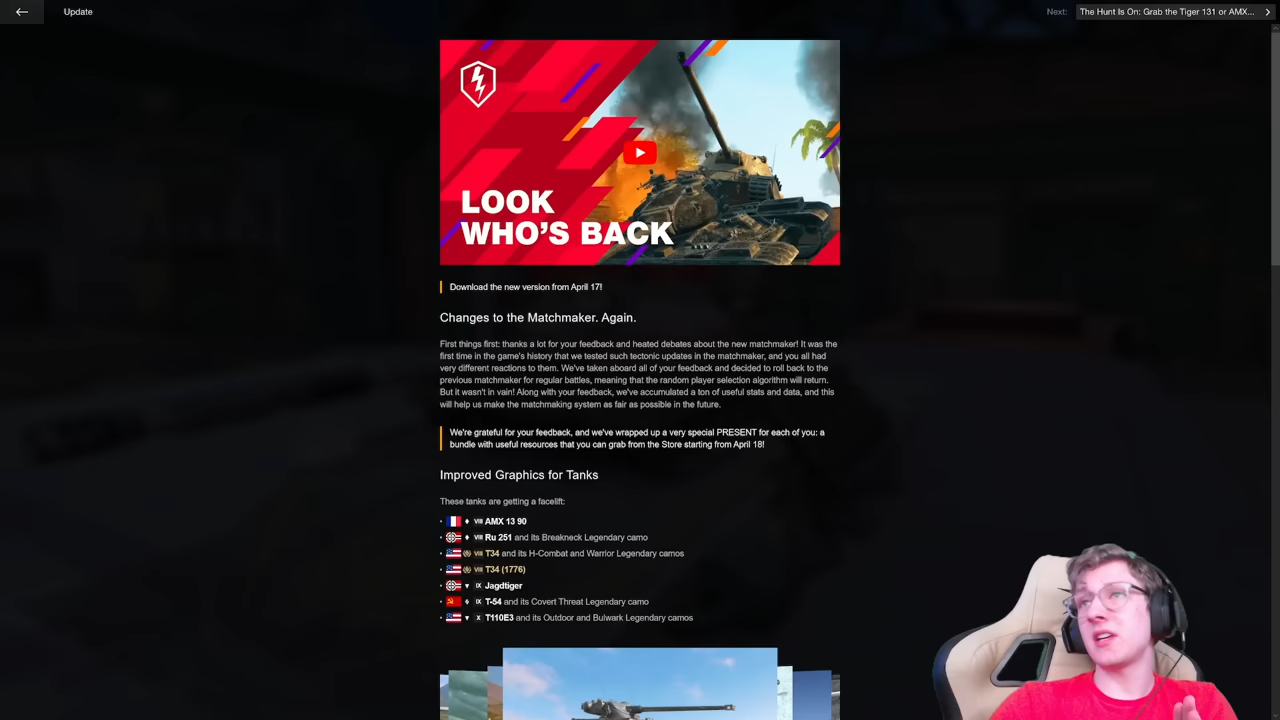 Update
Next: The Hunt Is On: Grab the Tiger 131 or AMX...
LOOK
WHO'S BACK
Download the new version from April 17!
Changes to the Matchmaker. Again.
First things first: thanks a lot for your feedback and heated debates about the new matchmaker! It was the
first time in the game's history that we tested such tectonic updates in the matchmaker, and you all had
very different reactions to them. We've taken aboard all of your feedback and decided to roll back to the
previous matchmaker for regular battles, meaning that the random player selection algorithm will return.
But it wasn't in vain! Along with your feedback, we've accumulated a ton of useful stats and data, and this
will help us make the matchmaking system as fair as possible in the future.
We're grateful for your feedback, and we've wrapped up a very special PRESENT for each of you: a
bundle with useful resources that you can grab from the Store starting from April 18!
Improved Graphics for Tanks
These tanks are getting a facelift:
VIII AMX 13 90
VIII Ru 251 and its Breakneck Legendary camo
VIII T34 and its H-Combat and Warrior Legendary camos
VIII T34 (1776)
IX Jagdtiger
IX T-54 and its Covert Threat Legendary camo
X T110E3 and its Outdoor and Bulwark Legendary camos